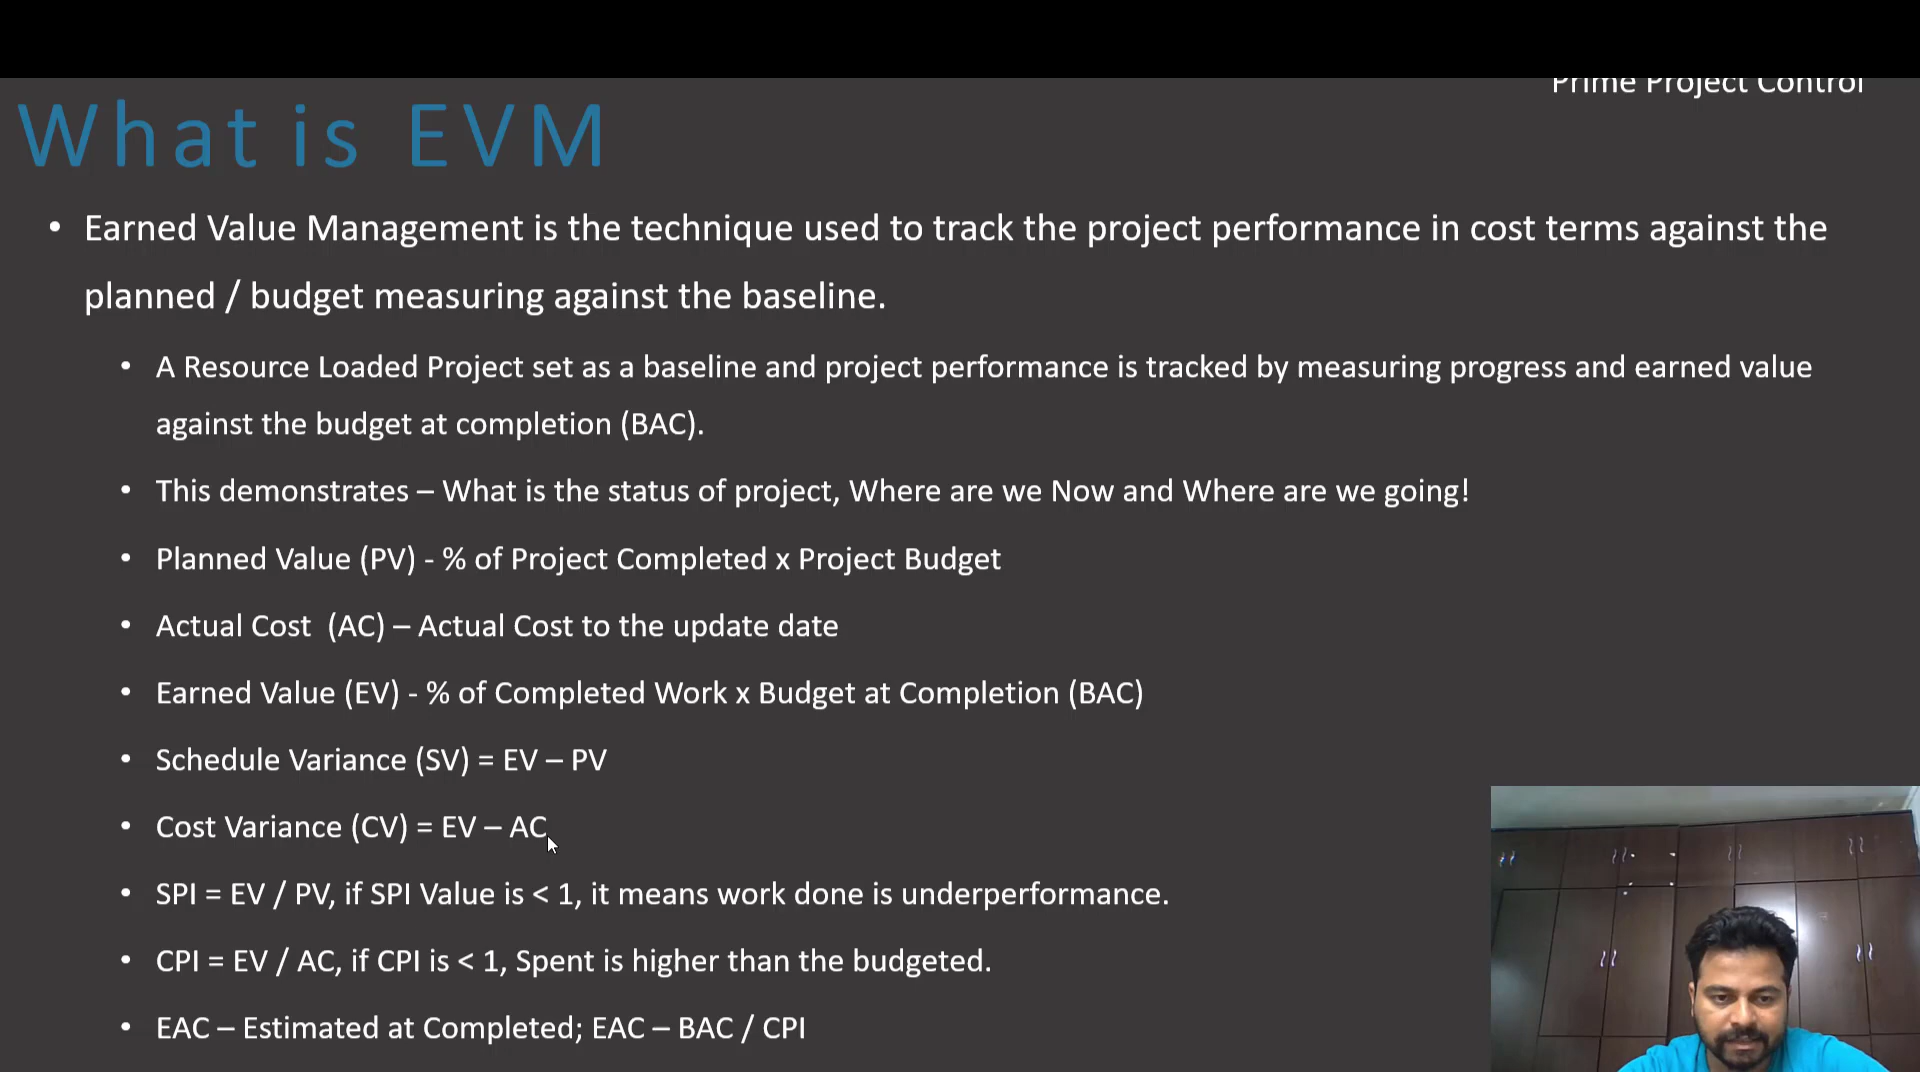 Prime Project Control
What is EVM
• Earned Value Management is the technique used to track the project performance in cost terms against the
planned / budget measuring against the baseline.
• A Resource Loaded Project set as a baseline and project performance is tracked by measuring progress and earned value
against the budget at completion (BAC).
• This demonstrates – What is the status of project, Where are we Now and Where are we going!
• Planned Value (PV) - % of Project Completed x Project Budget
• Actual Cost (AC) – Actual Cost to the update date
• Earned Value (EV) - % of Completed Work x Budget at Completion (BAC)
• Schedule Variance (SV) = EV – PV
• Cost Variance (CV) = EV – AC
• SPI = EV / PV, if SPI Value is < 1, it means work done is underperformance.
• CPI = EV / AC, if CPI is < 1, Spent is higher than the budgeted.
• EAC – Estimated at Completed; EAC – BAC / CPI